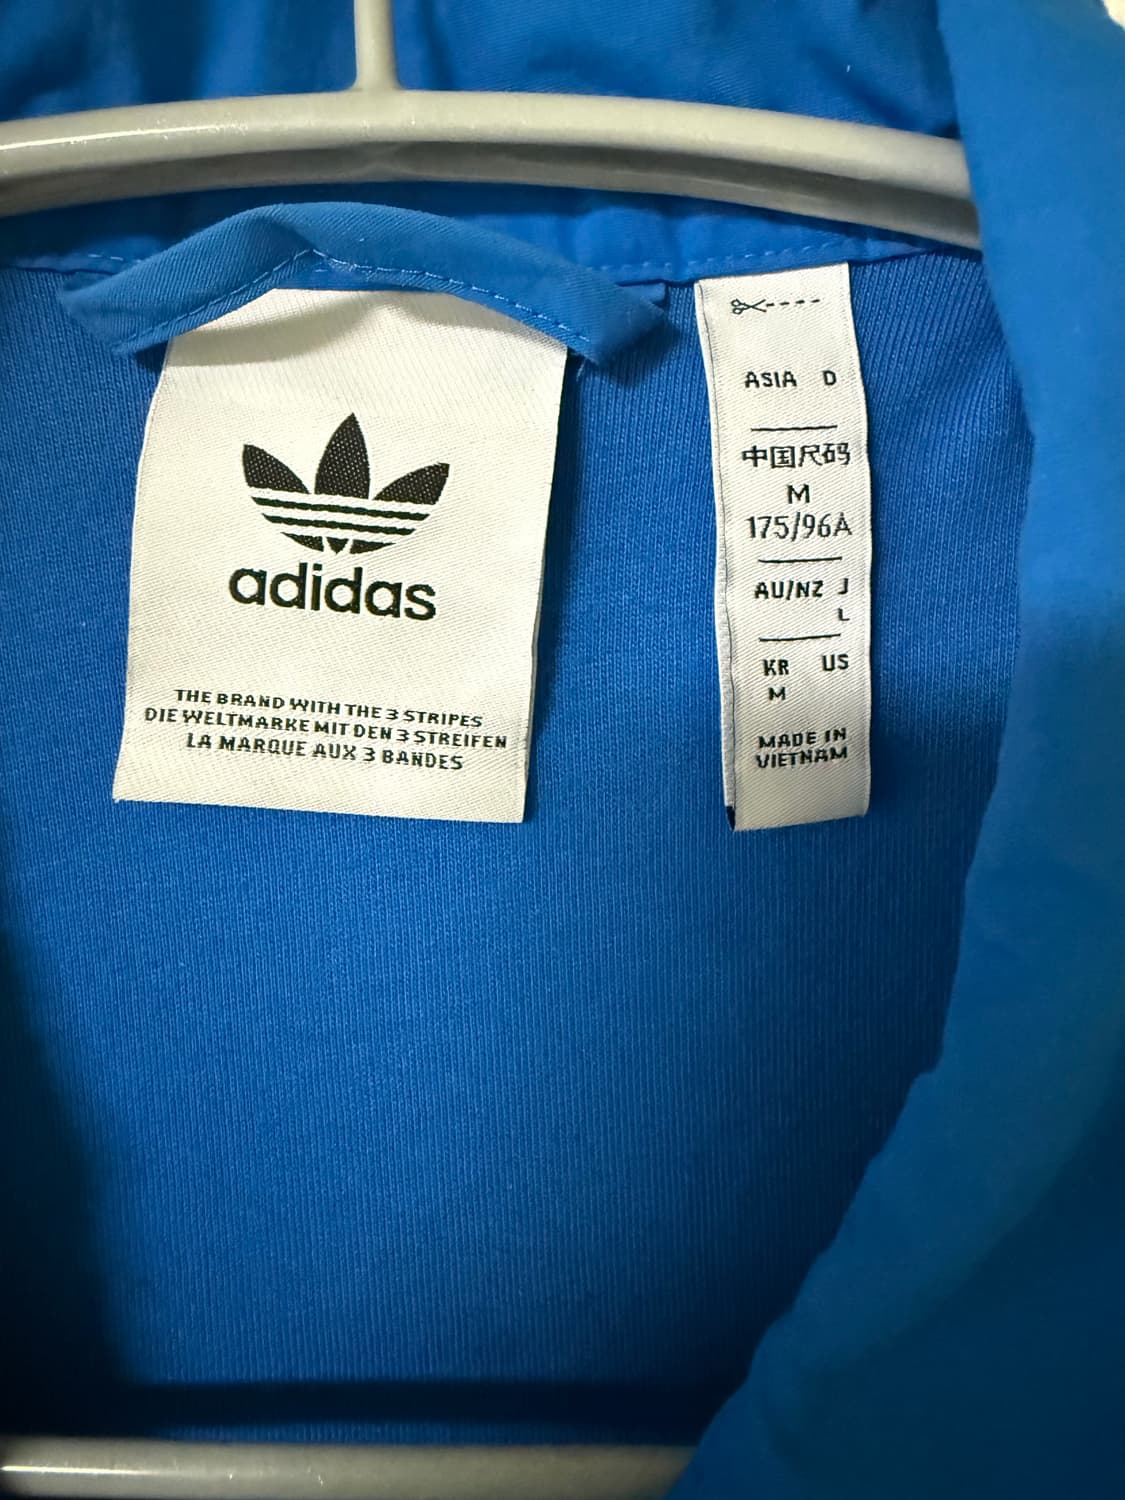 adidas
THE BRAND WITH THE 3 STRIPES
DIE WELTMARKE MIT DEN 3 STREIFEN
LA MARQUE AUX 3 BANDES
ASIA D
中国尺码
M
175/96A
AU/NZ J
L
KR US
M
MADE IN
VIETNAM